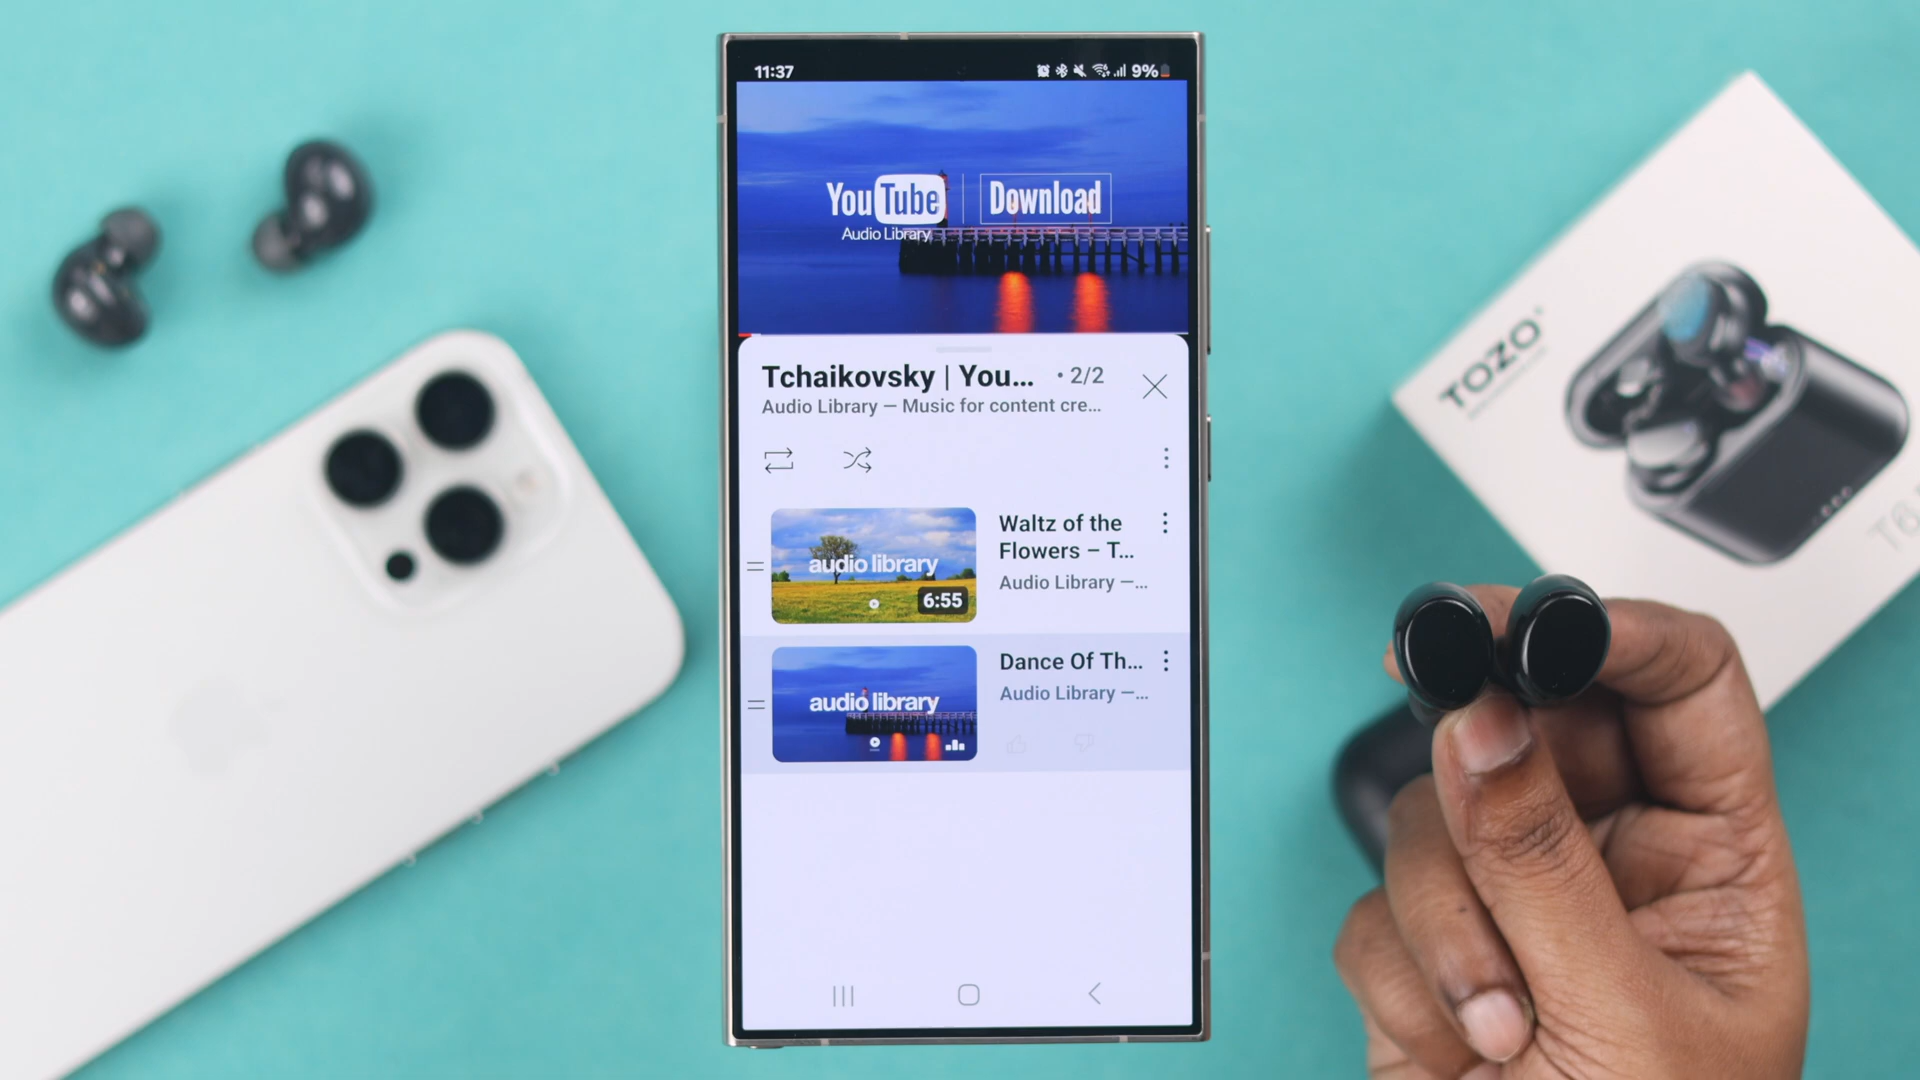 11:37
9%
YouTube
Download
Audio Library
Tchaikovsky | You... • 2/2
Audio Library — Music for content cre...
audio library
6:55
Waltz of the
Flowers – T...
Audio Library —...
audio library
Dance Of Th...
Audio Library —...
TOZO